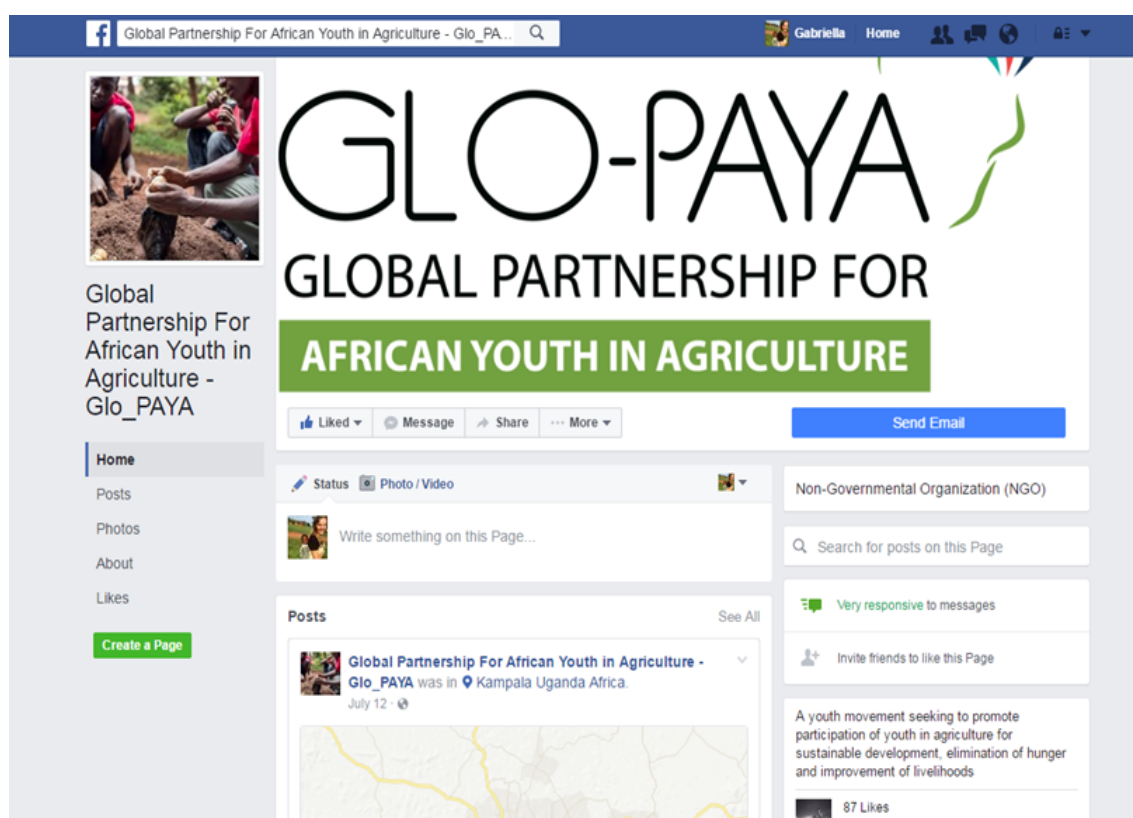 Global Partnership For African Youth in Agriculture - Glo_PA...
Gabriella
Home
GLO-PAYA
GLOBAL PARTNERSHIP FOR
AFRICAN YOUTH IN AGRICULTURE
Global
Partnership For
African Youth in
Agriculture -
Glo_PAYA
Liked
Message
Share
More
Send Email
Home
Posts
Photos
About
Likes
Create a Page
Status
Photo / Video
Write something on this Page...
Posts
See All
Global Partnership For African Youth in Agriculture -
Glo_PAYA was in Kampala Uganda Africa.
July 12 ·
Non-Governmental Organization (NGO)
Search for posts on this Page
Very responsive to messages
Invite friends to like this Page
A youth movement seeking to promote
participation of youth in agriculture for
sustainable development, elimination of hunger
and improvement of livelihoods
87 Likes